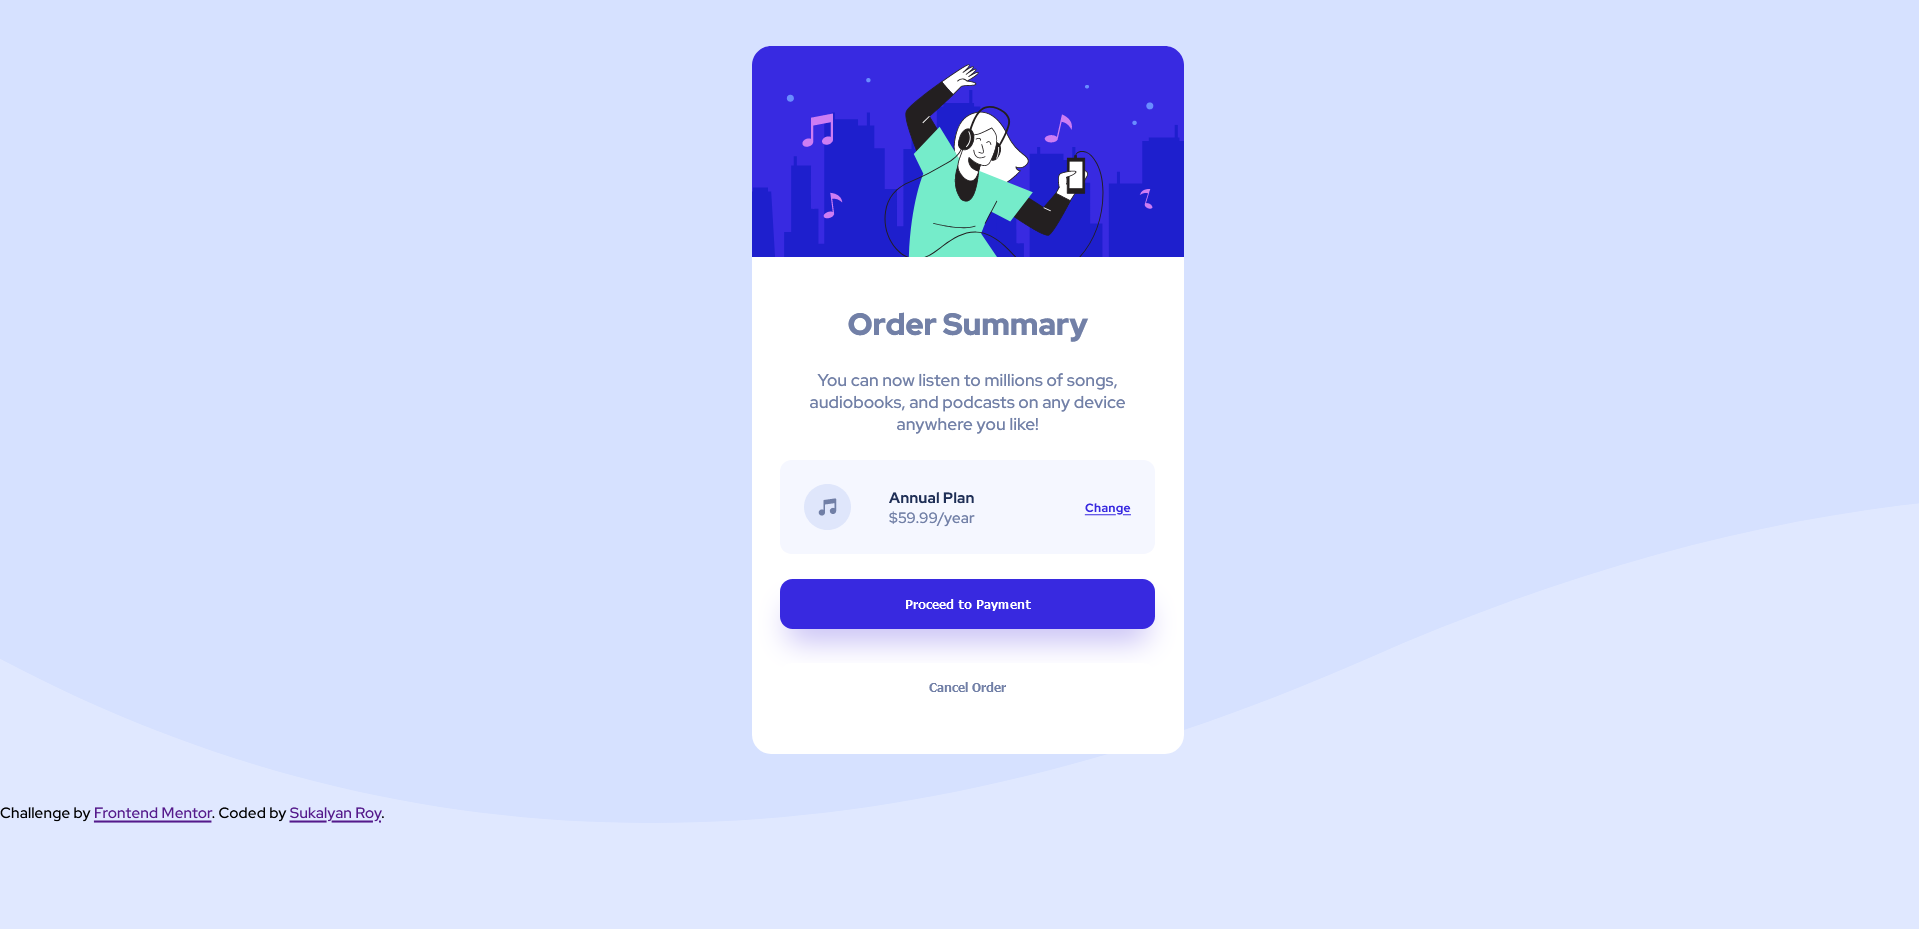 Order Summary
You can now listen to millions of songs,
audiobooks, and podcasts on any device
anywhere you like!
Annual Plan
$59.99/year
Change
Proceed to Payment
Cancel Order
Challenge by Frontend Mentor. Coded by Sukalyan Roy.